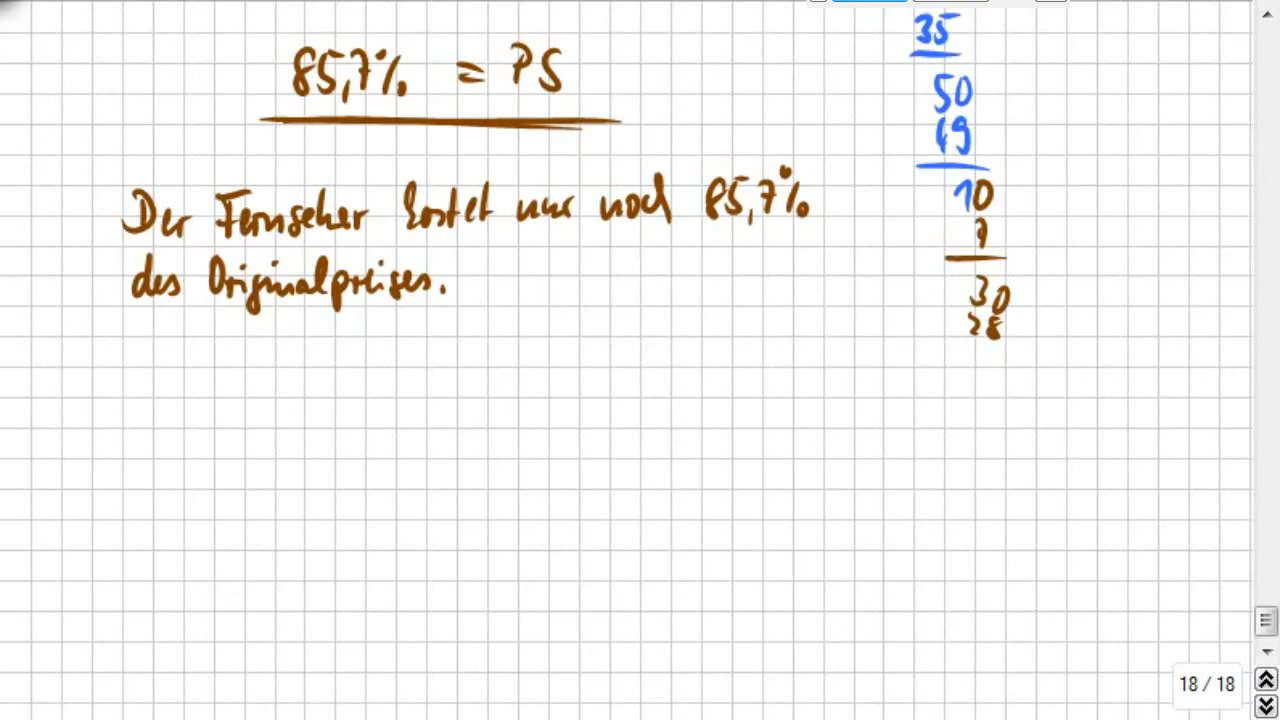 85,7% = PS
Der Fernseher kostet nur noch 85,7%
des Originalpreises.
35
50
49
10
7
30
28
18 / 18